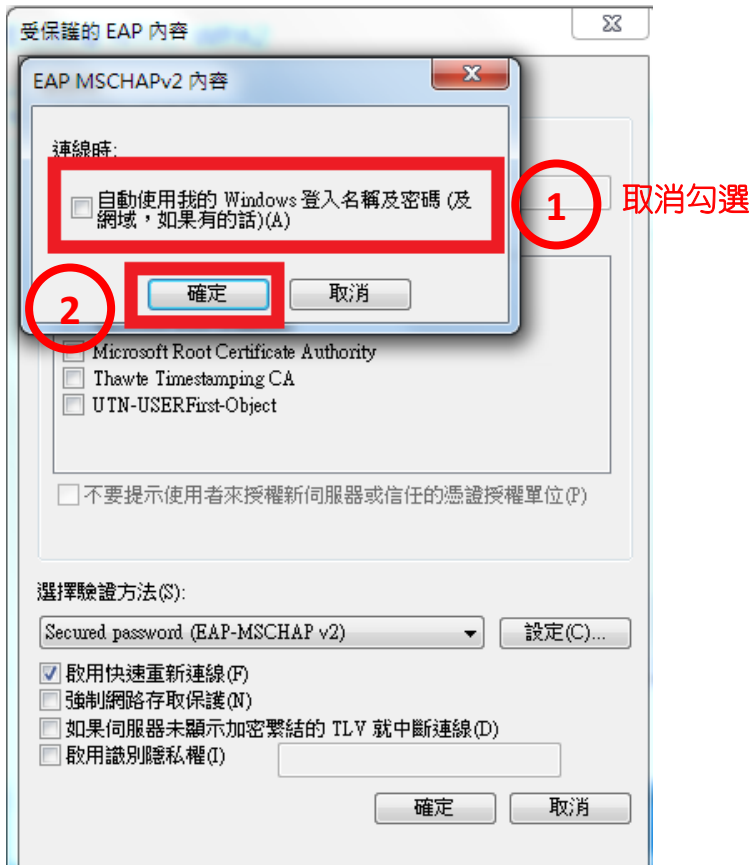 受保護的 EAP 內容
EAP MSCHAPv2 內容
連線時:
自動使用我的 Windows 登入名稱及密碼 (及
網域，如果有的話)(A)
1
取消勾選
2
確定
取消
Microsoft Root Certificate Authority
Thawte Timestamping CA
UTN-USERFirst-Object
不要提示使用者來授權新伺服器或信任的憑證授權單位(P)
選擇驗證方法(S):
Secured password (EAP-MSCHAP v2)
設定(C)...
啟用快速重新連線(F)
強制網路存取保護(N)
如果伺服器未顯示加密繫結的 TLV 就中斷連線(D)
啟用識別隱私權(I)
確定
取消